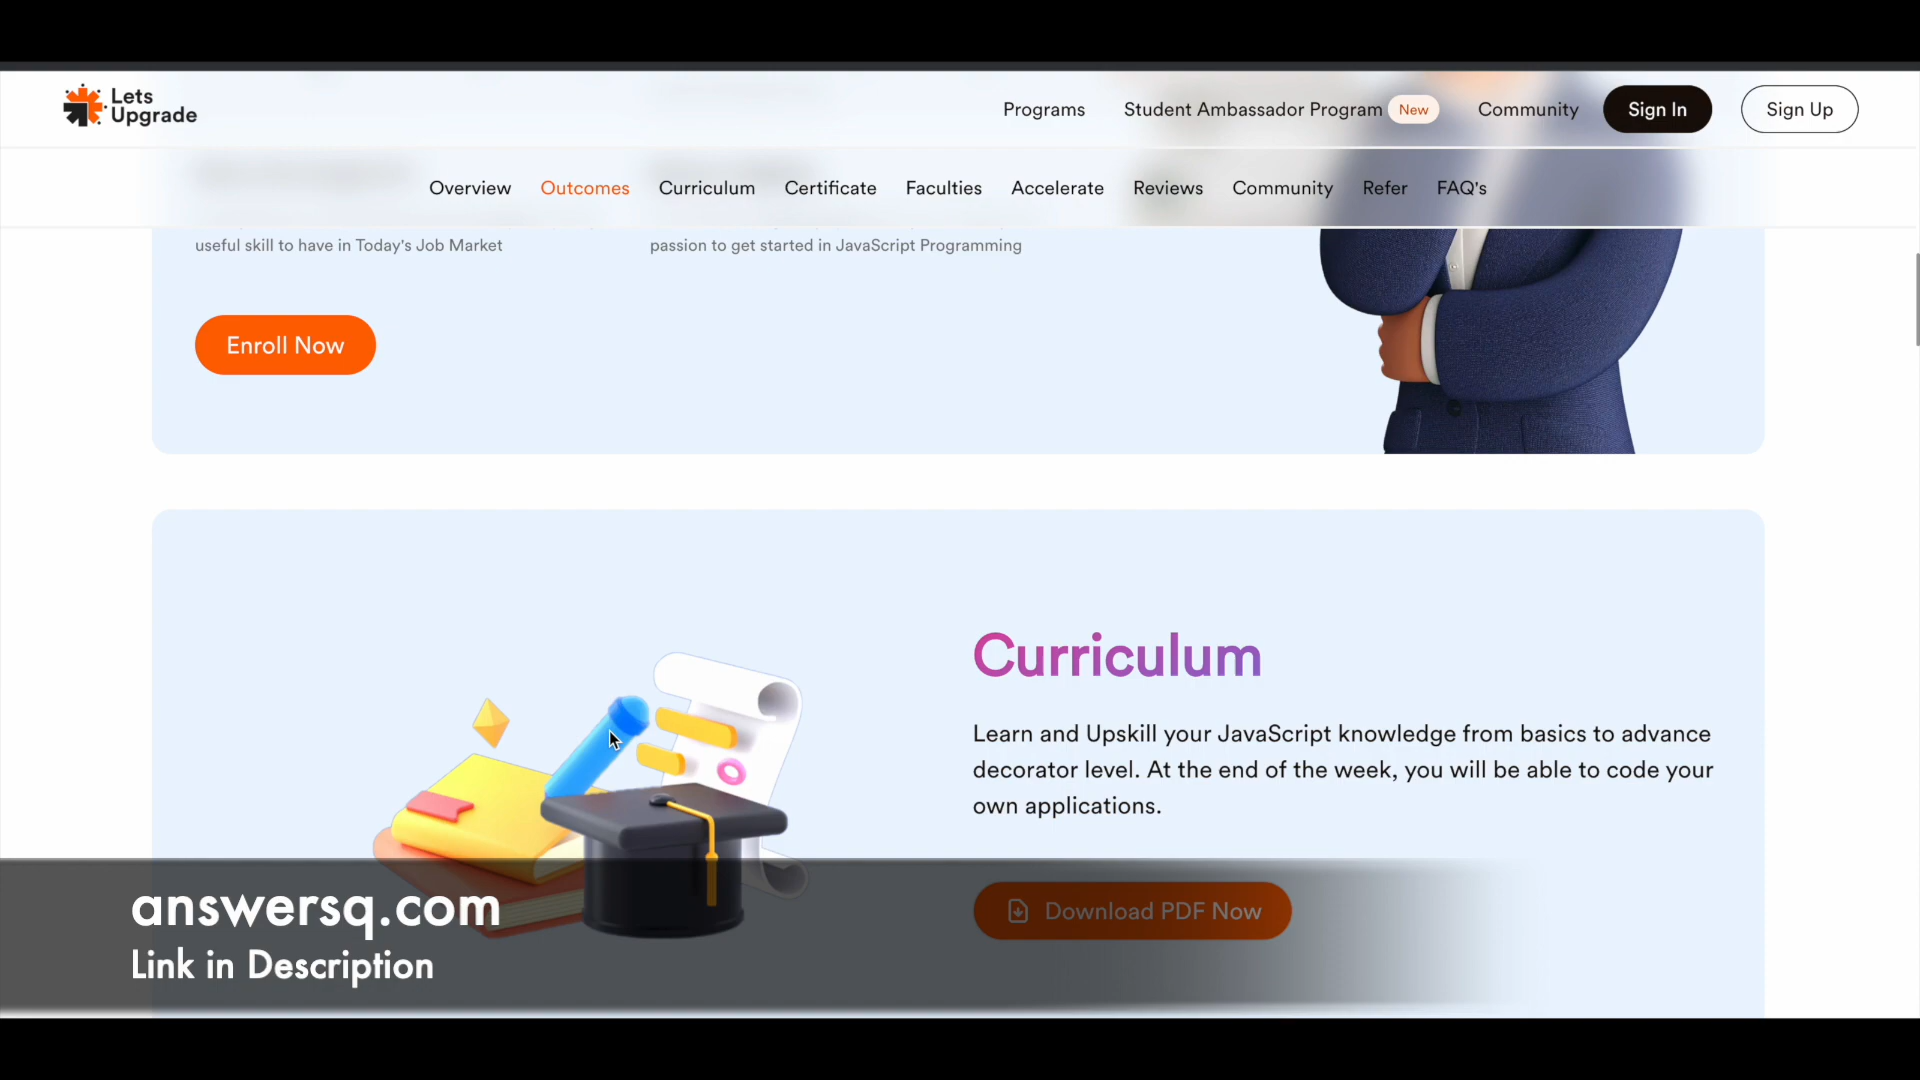 Lets
Upgrade
Programs
Student Ambassador Program New
Community
Sign In
Sign Up
Overview Outcomes Curriculum Certificate Faculties Accelerate Reviews Community Refer FAQ's
useful skill to have in Today's Job Market
passion to get started in JavaScript Programming
Enroll Now
Curriculum
Learn and Upskill your JavaScript knowledge from basics to advance
decorator level. At the end of the week, you will be able to code your
own applications.
Download PDF Now
answersq.com
Link in Description